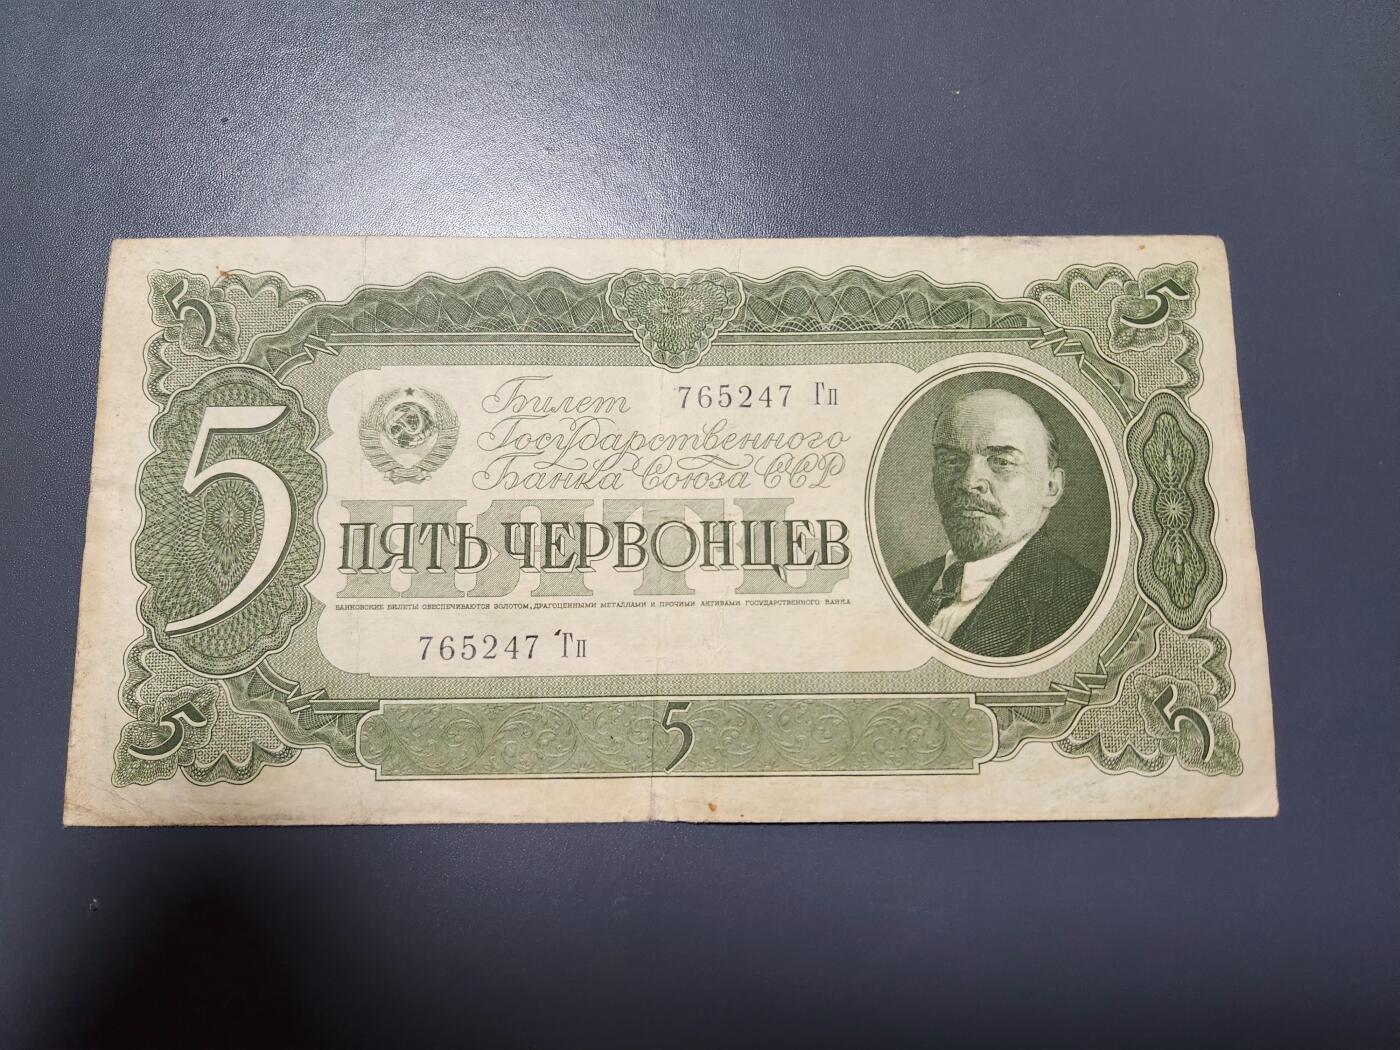 5 5
Билет 765247 Гп
Государственного
Банка Союза ССР
5
ПЯТЬ
ПЯТЬ ЧЕРВОНЦЕВ
БАНКОВСКИЕ БИЛЕТЫ ОБЕСПЕЧИВАЮТСЯ ЗОЛОТОМ, ДРАГОЦЕННЫМИ МЕТАЛЛАМИ И ПРОЧИМИ АКТИВАМИ ГОСУДАРСТВЕННОГО БАНКА
765247 Гп
5 5 5